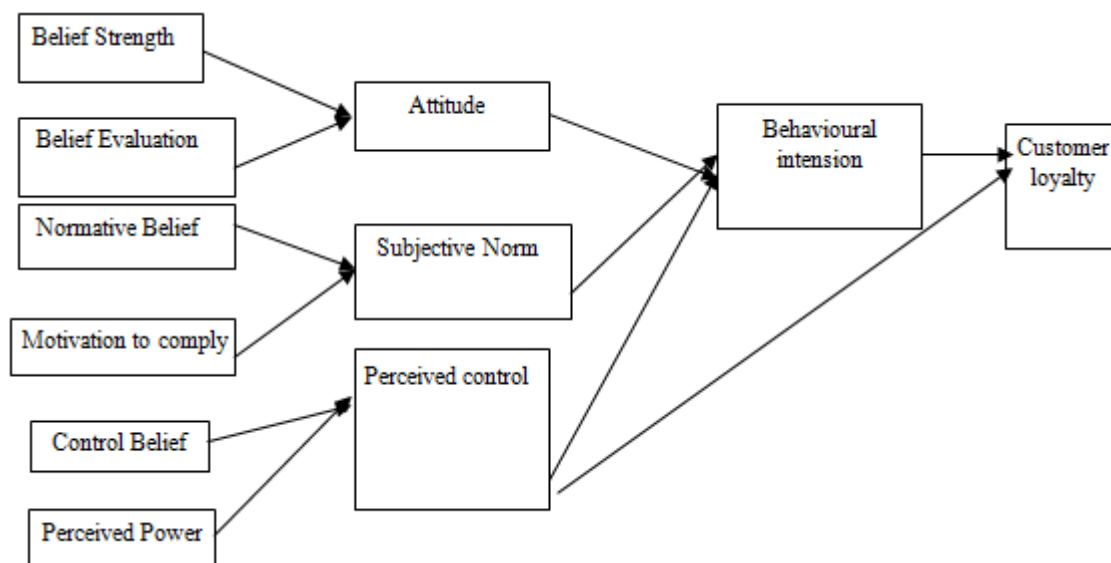 Belief Strength
Belief Evaluation
Normative Belief
Motivation to comply
Control Belief
Perceived Power
Attitude
Subjective Norm
Perceived control
Behavioural
intension
Customer
loyalty